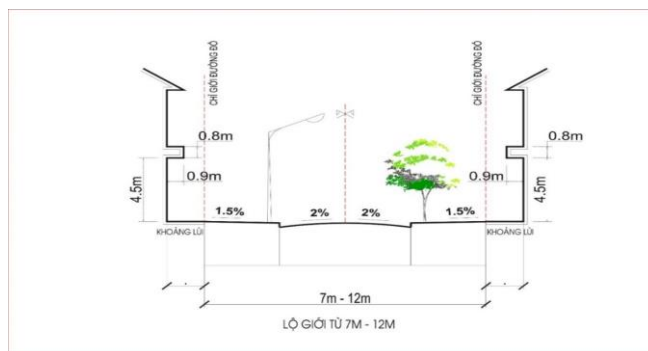 CHỈ GIỚI ĐƯỜNG ĐỎ
CHỈ GIỚI ĐƯỜNG ĐỎ
0.8m
0.8m
4.5m
0.9m
0.9m
4.5m
1.5%
2%
2%
1.5%
KHOẢNG LÙI
KHOẢNG LÙI
7m - 12m
LỘ GIỚI TỪ 7M - 12M